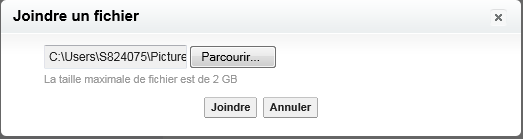 Joindre un fichier
C:\Users\S824075\Picture Parcourir...
La taille maximale de fichier est de 2 GB
Joindre Annuler